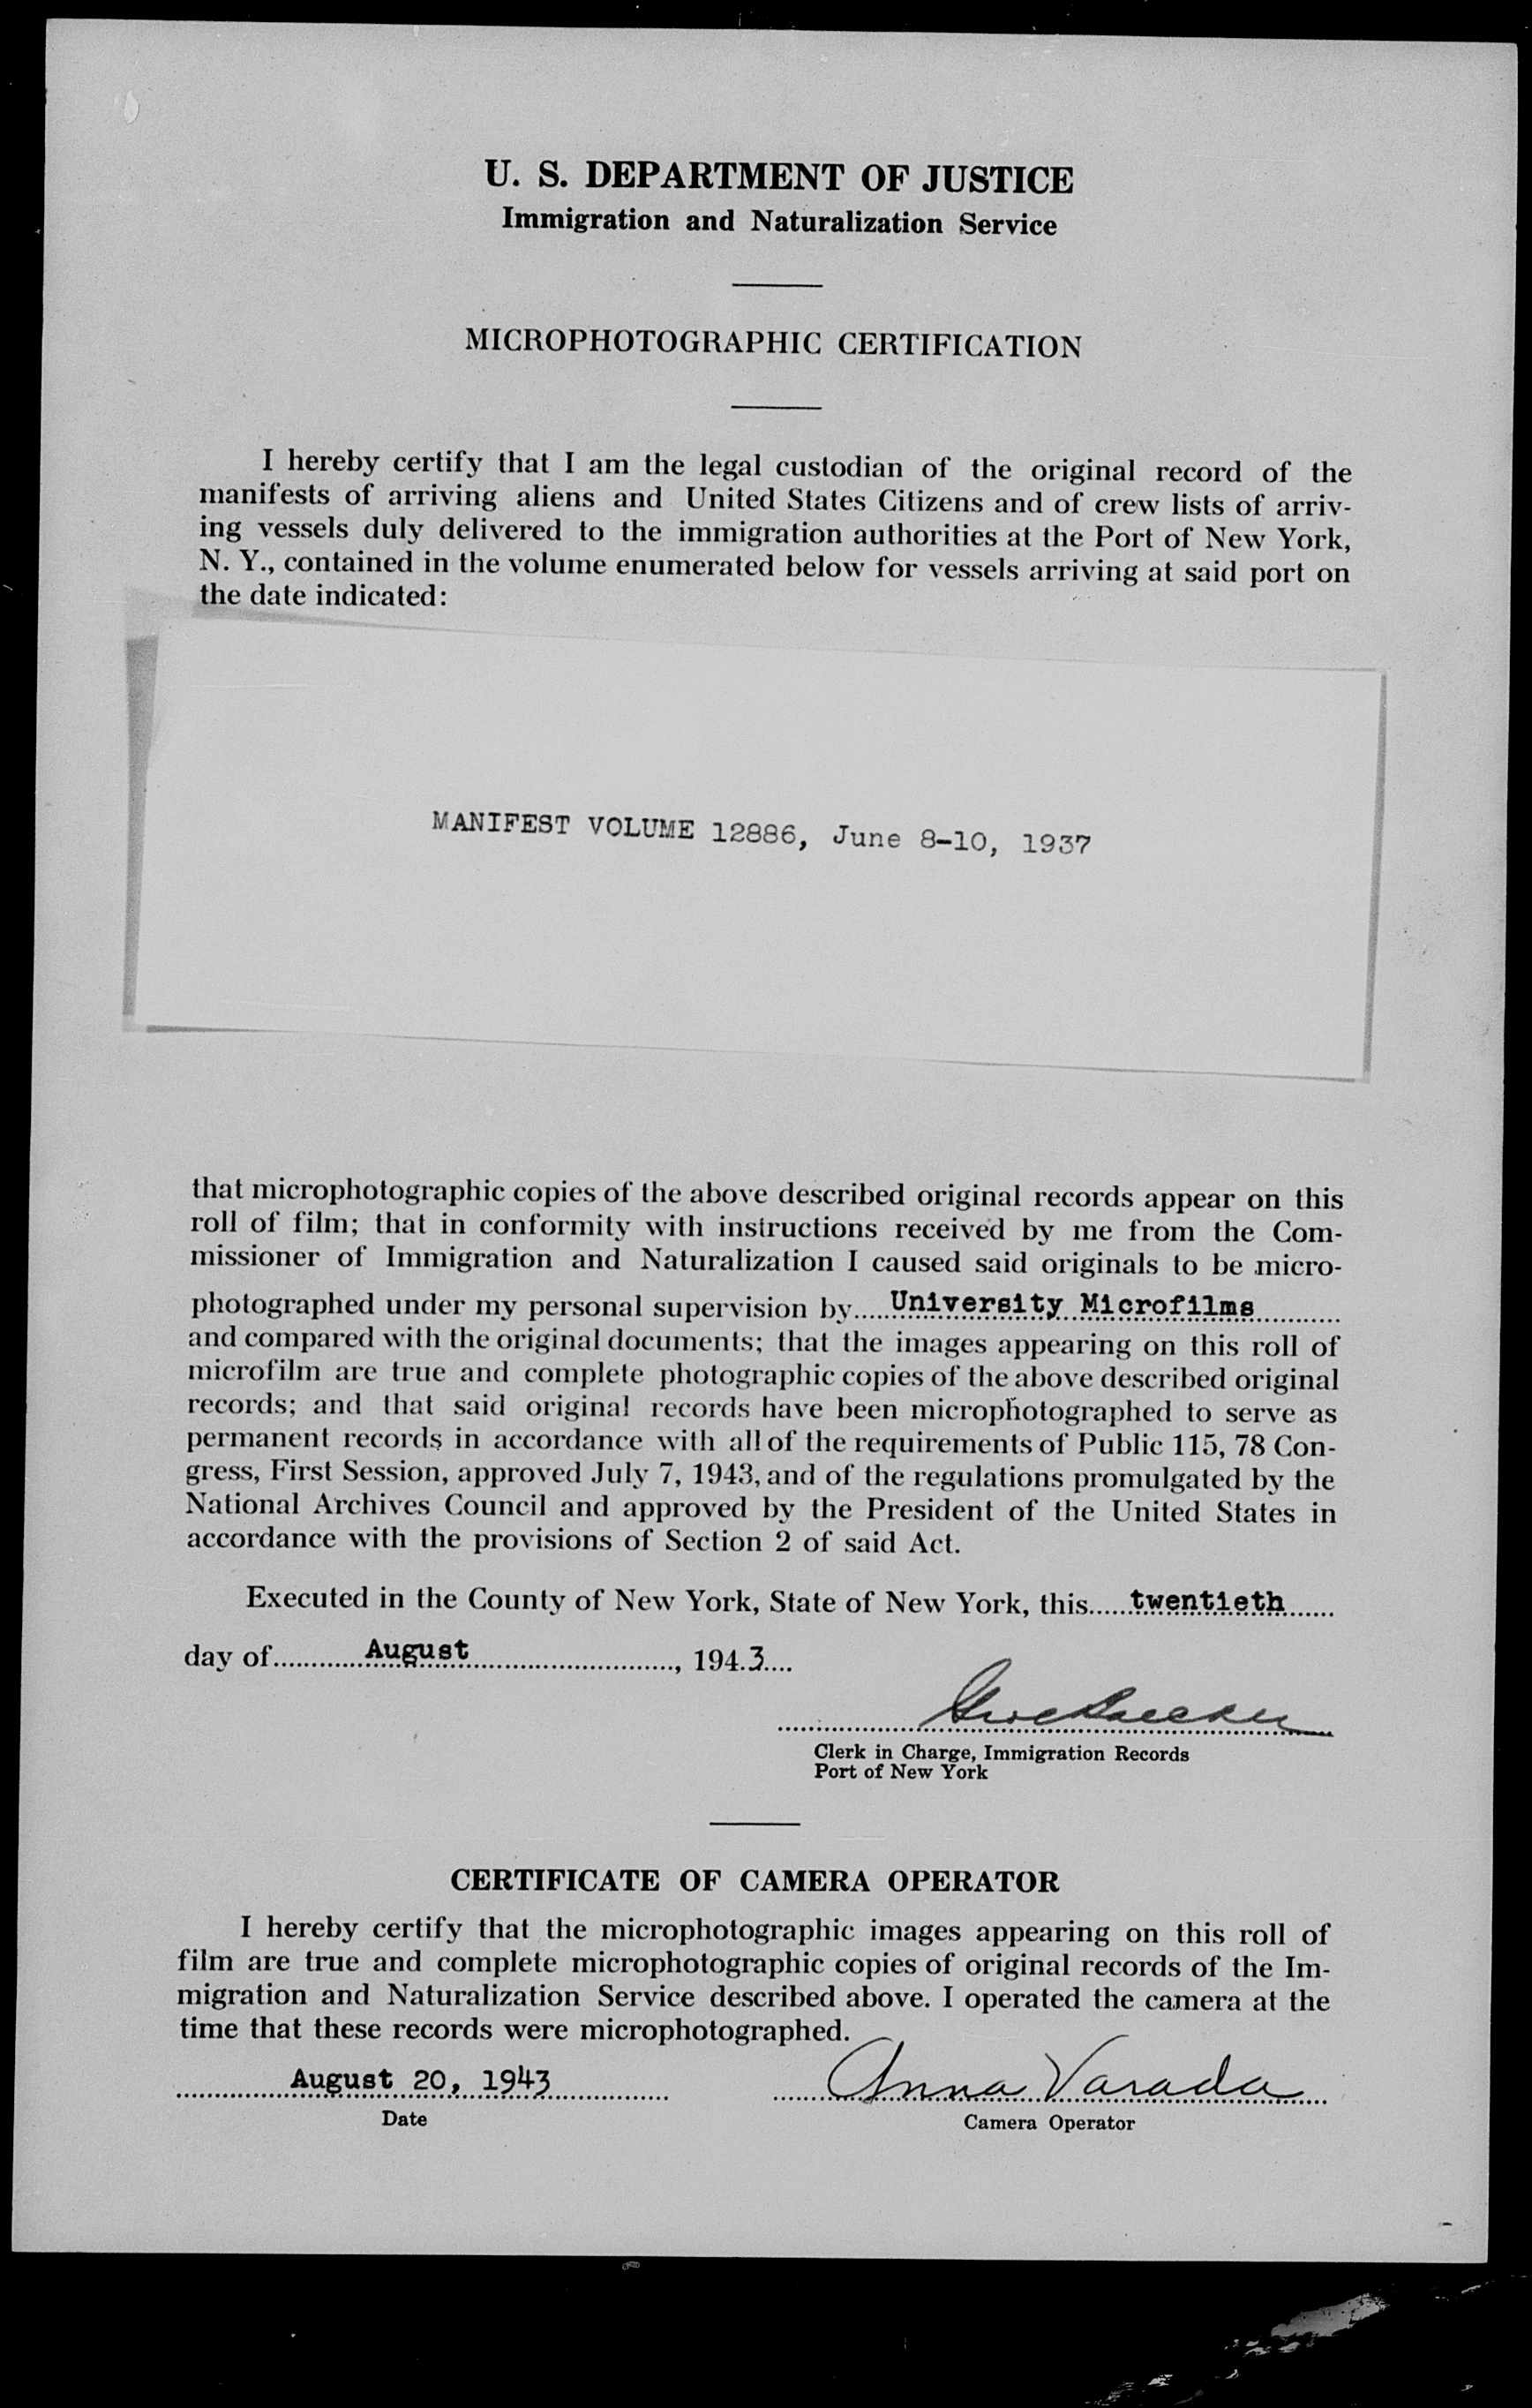 U. S. DEPARTMENT OF JUSTICE
Immigration and Naturalization Service
MICROPHOTOGRAPHIC CERTIFICATION
I hereby certify that I am the legal custodian of the original record of the
manifests of arriving aliens and United States Citizens and of crew lists of arriv-
ing vessels duly delivered to the immigration authorities at the Port of New York,
N. Y., contained in the volume enumerated below for vessels arriving at said port on
the date indicated:
MANIFEST VOLUME 12886, June 8-10, 1937
that microphotographic copies of the above described original records appear on this
roll of film; that in conformity with instructions received by me from the Com-
missioner of Immigration and Naturalization I caused said originals to be micro-
photographed under my personal supervision by.....University Microfilms............
and compared with the original documents; that the images appearing on this roll of
microfilm are true and complete photographic copies of the above described original
records; and that said original records have been microphotographed to serve as
permanent records in accordance with all of the requirements of Public 115, 78 Con-
gress, First Session, approved July 7, 1943, and of the regulations promulgated by the
National Archives Council and approved by the President of the United States in
accordance with the provisions of Section 2 of said Act.
Executed in the County of New York, State of New York, this......twentieth.......
day of.............August............................, 194.3....
Clerk in Charge, Immigration Records
Port of New York
CERTIFICATE OF CAMERA OPERATOR
I hereby certify that the microphotographic images appearing on this roll of
film are true and complete microphotographic copies of original records of the Im-
migration and Naturalization Service described above. I operated the camera at the
time that these records were microphotographed.
August 20, 1943 Anna Varada
Date Camera Operator